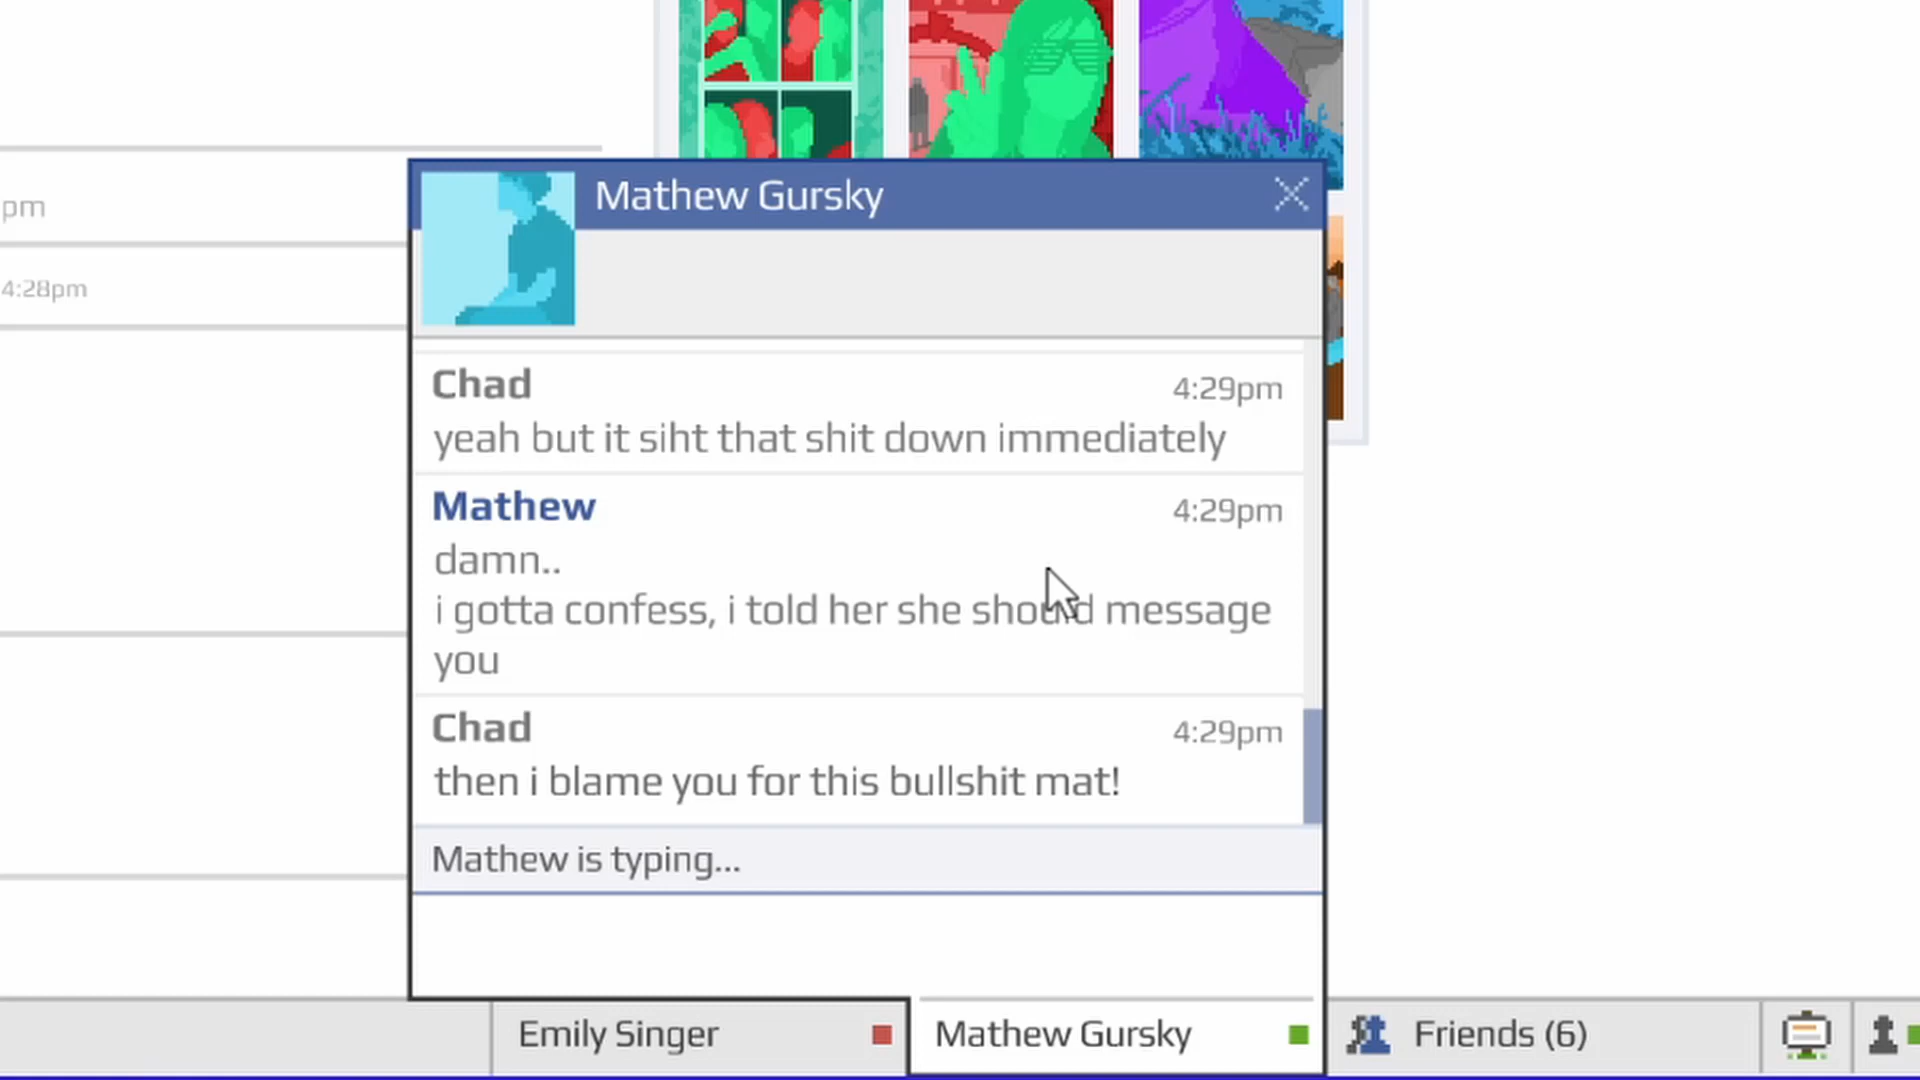 pm
4:28pm
Mathew Gursky
Chad
4:29pm
yeah but it siht that shit down immediately
Mathew
4:29pm
damn..
i gotta confess, i told her she should message
you
Chad
4:29pm
then i blame you for this bullshit mat!
Mathew is typing...
Emily Singer
Mathew Gursky
Friends (6)